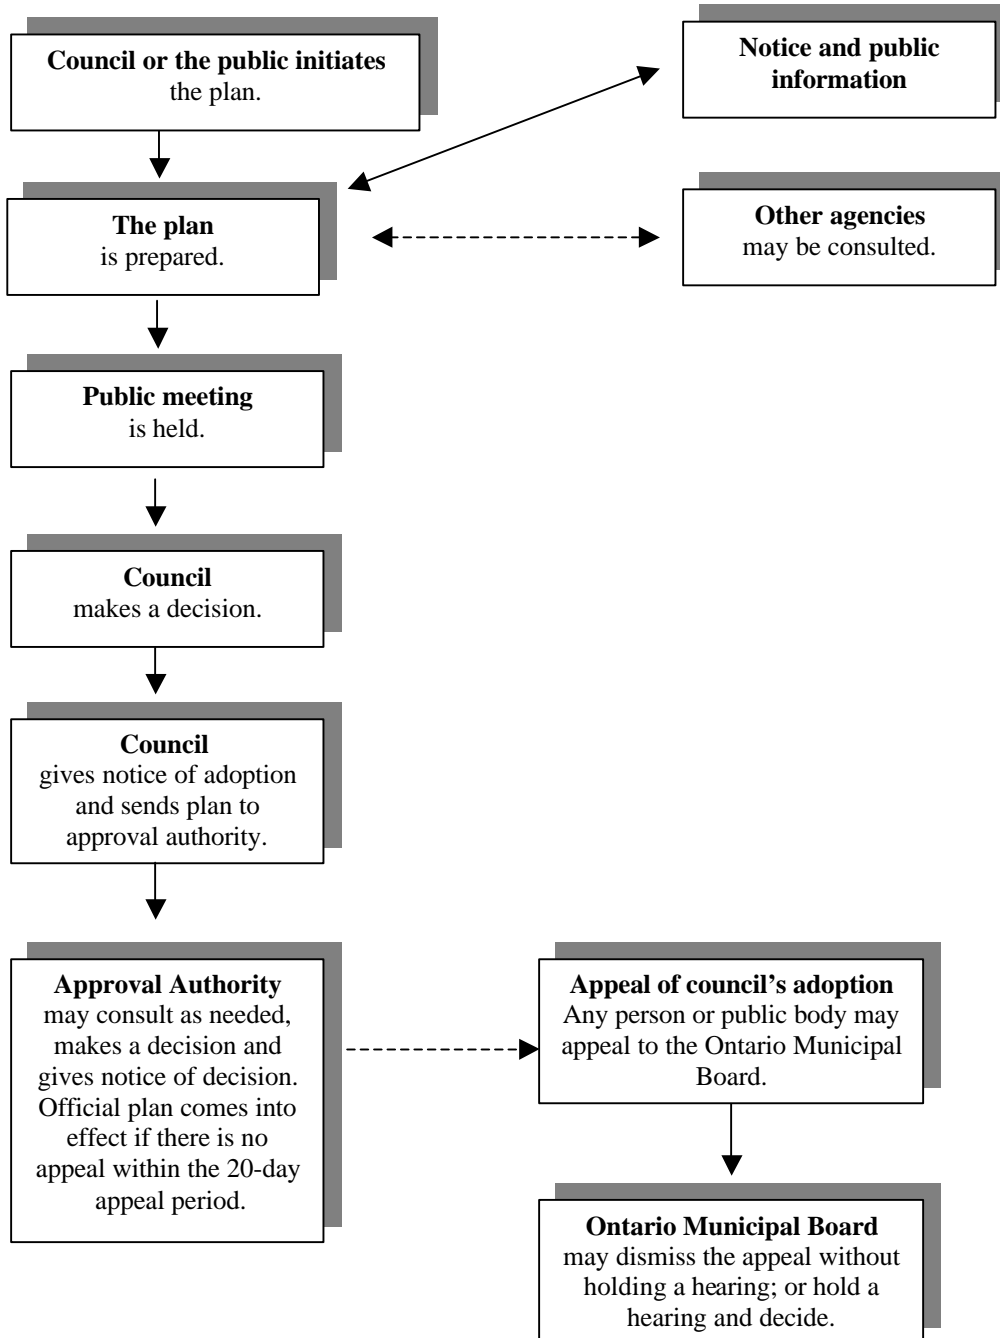 Council or the public initiates
the plan.
Notice and public
information
The plan
is prepared.
Other agencies
may be consulted.
Public meeting
is held.
Council
makes a decision.
Council
gives notice of adoption
and sends plan to
approval authority.
Approval Authority
may consult as needed,
makes a decision and
gives notice of decision.
Official plan comes into
effect if there is no
appeal within the 20-day
appeal period.
Appeal of council’s adoption
Any person or public body may
appeal to the Ontario Municipal
Board.
Ontario Municipal Board
may dismiss the appeal without
holding a hearing; or hold a
hearing and decide.